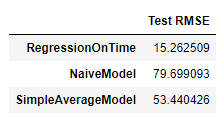 Test RMSE
RegressionOnTime 15.262509
NaiveModel 79.699093
SimpleAverageModel 53.440426